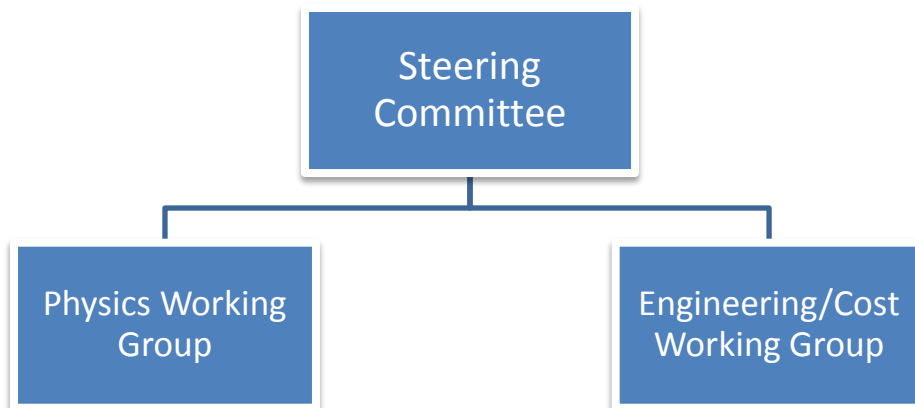 Steering
Committee
Physics Working
Group
Engineering/Cost
Working Group